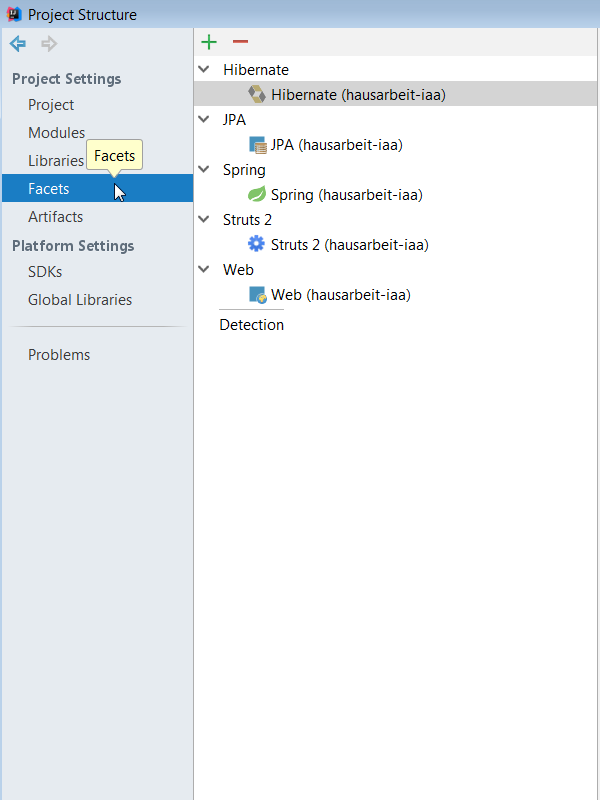 Project Structure
Project Settings
Project
Modules
Libraries
Facets
Facets
Artifacts
Platform Settings
SDKs
Global Libraries
Problems
Hibernate
Hibernate (hausarbeit-iaa)
JPA
JPA (hausarbeit-iaa)
Spring
Spring (hausarbeit-iaa)
Struts 2
Struts 2 (hausarbeit-iaa)
Web
Web (hausarbeit-iaa)
Detection